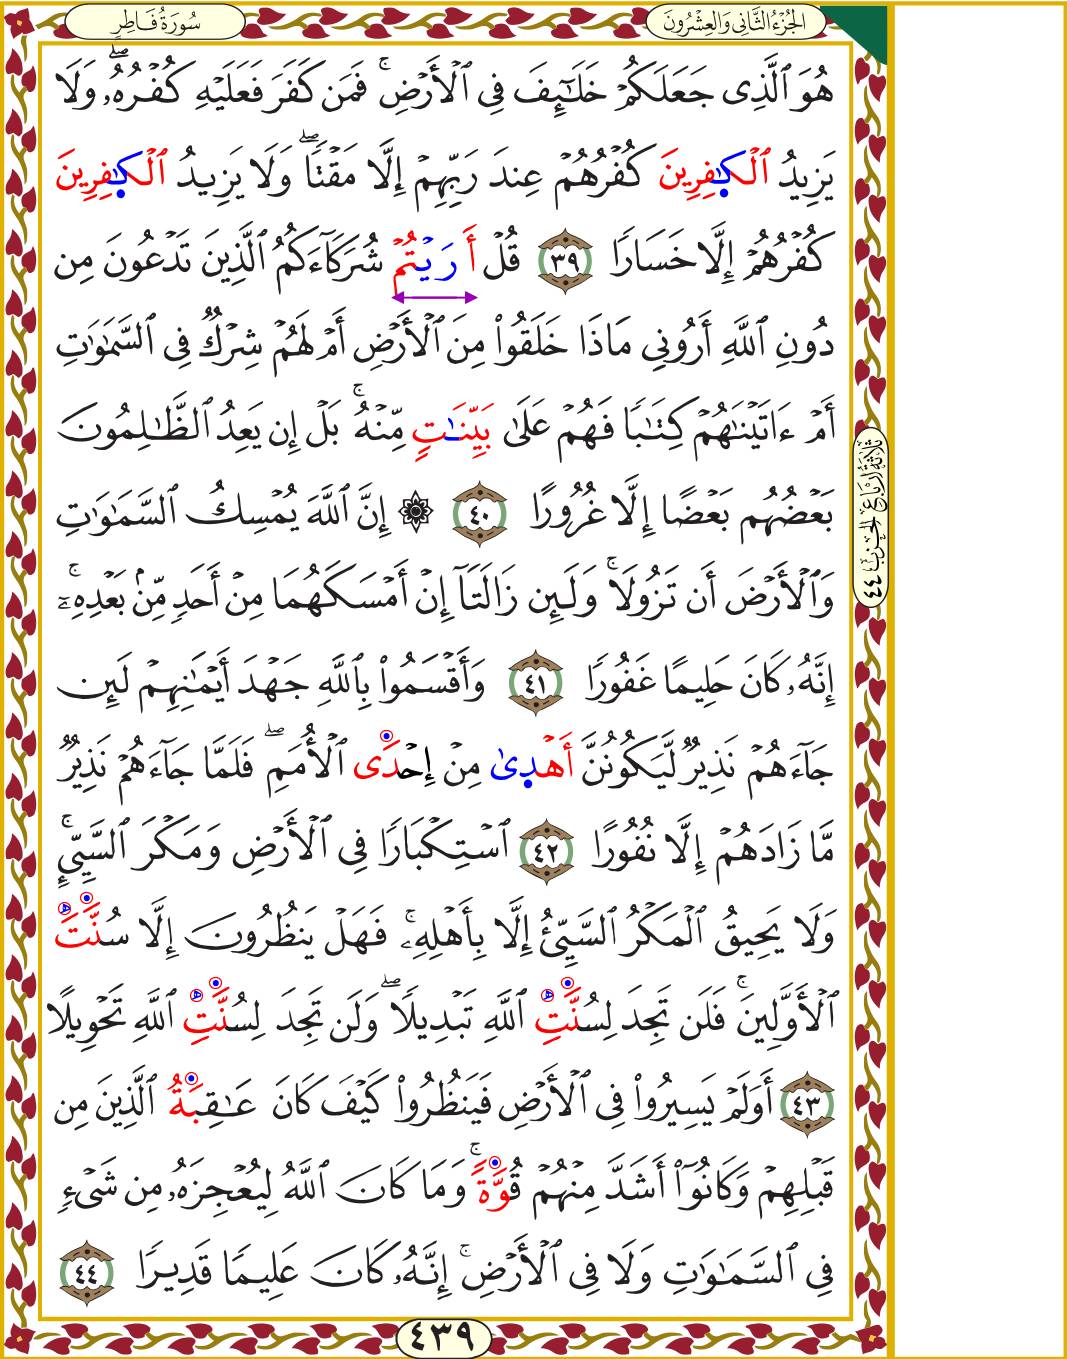 سُورَةُ فَاطِرٍ
الجُزْءُ الثَّانِي وَالعِشْرُونَ
هُوَ ٱلَّذِى جَعَلَكُمْ خَلَـٰٓئِفَ فِى ٱلْأَرْضِ ۚ فَمَن كَفَرَ فَعَلَيْهِ كُفْرُهُۥ ۖ وَلَا
يَزِيدُ ٱلْكَـٰفِرِينَ كُفْرُهُمْ عِندَ رَبِّهِمْ إِلَّا مَقْتًا ۖ وَلَا يَزِيدُ ٱلْكَـٰفِرِينَ
كُفْرُهُمْ إِلَّا خَسَارًا ٣٩ قُلْ أَرَيْتُمْ شُرَكَآءَكُمُ ٱلَّذِينَ تَدْعُونَ مِن
دُونِ ٱللَّهِ أَرُونِى مَاذَا خَلَقُوا۟ مِنَ ٱلْأَرْضِ أَمْ لَهُمْ شِرْكٌ فِى ٱلسَّمَـٰوَٰتِ
أَمْ ءَاتَيْنَـٰهُمْ كِتَـٰبًا فَهُمْ عَلَىٰ بَيِّنَـٰتٍ مِّنْهُ ۚ بَلْ إِن يَعِدُ ٱلظَّـٰلِمُونَ
بَعْضُهُم بَعْضًا إِلَّا غُرُورًا ٤٠ ۞ إِنَّ ٱللَّهَ يُمْسِكُ ٱلسَّمَـٰوَٰتِ
وَٱلْأَرْضَ أَن تَزُولَا ۚ وَلَئِن زَالَتَآ إِنْ أَمْسَكَهُمَا مِنْ أَحَدٍ مِّنۢ بَعْدِهِۦٓ ۚ
إِنَّهُۥ كَانَ حَلِيمًا غَفُورًا ٤١ وَأَقْسَمُوا۟ بِٱللَّهِ جَهْدَ أَيْمَـٰنِهِمْ لَئِن
جَآءَهُمْ نَذِيرٌ لَّيَكُونُنَّ أَهْدَىٰ مِنْ إِحْدَى ٱلْأُمَمِ ۖ فَلَمَّا جَآءَهُمْ نَذِيرٌ
مَّا زَادَهُمْ إِلَّا نُفُورًا ٤٢ ٱسْتِكْبَارًا فِى ٱلْأَرْضِ وَمَكْرَ ٱلسَّيِّئِ ۚ
وَلَا يَحِيقُ ٱلْمَكْرُ ٱلسَّيِّئُ إِلَّا بِأَهْلِهِۦ ۚ فَهَلْ يَنظُرُونَ إِلَّا سُنَّتَ
ٱلْأَوَّلِينَ ۚ فَلَن تَجِدَ لِسُنَّتِ ٱللَّهِ تَبْدِيلًا ۖ وَلَن تَجِدَ لِسُنَّتِ ٱللَّهِ تَحْوِيلًا
٤٣ أَوَلَمْ يَسِيرُوا۟ فِى ٱلْأَرْضِ فَيَنظُرُوا۟ كَيْفَ كَانَ عَـٰقِبَةُ ٱلَّذِينَ مِن
قَبْلِهِمْ وَكَانُوٓا۟ أَشَدَّ مِنْهُمْ قُوَّةً ۚ وَمَا كَانَ ٱللَّهُ لِيُعْجِزَهُۥ مِن شَىْءٍ
فِى ٱلسَّمَـٰوَٰتِ وَلَا فِى ٱلْأَرْضِ ۚ إِنَّهُۥ كَانَ عَلِيمًا قَدِيرًا ٤٤
ثلاثة أرباع الحزب ٤٤
٤٣٩